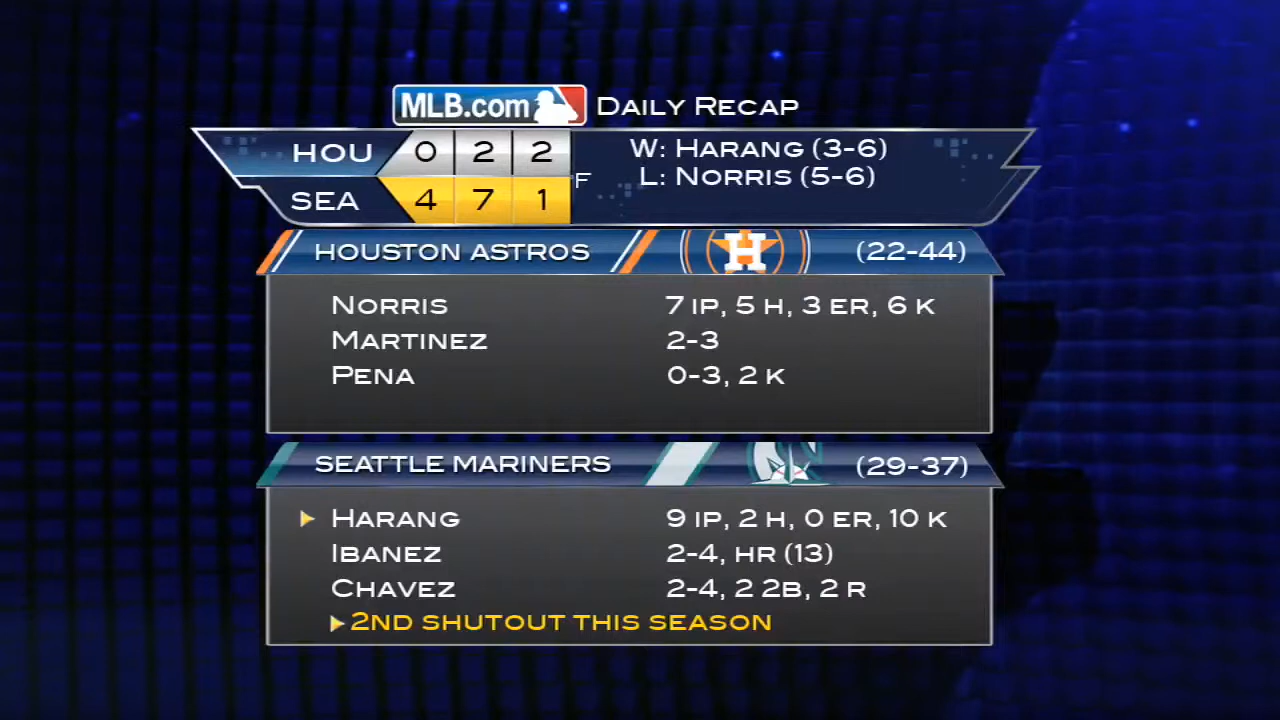 MLB.com DAILY RECAP
HOU 0 2 2 W: HARANG (3-6)
SEA 4 7 1 F L: NORRIS (5-6)
HOUSTON ASTROS H (22-44)
NORRIS 7 IP, 5 H, 3 ER, 6 K
MARTINEZ 2-3
PENA 0-3, 2 K
SEATTLE MARINERS (29-37)
HARANG 9 IP, 2 H, 0 ER, 10 K
IBANEZ 2-4, HR (13)
CHAVEZ 2-4, 2 2B, 2 R
2ND SHUTOUT THIS SEASON